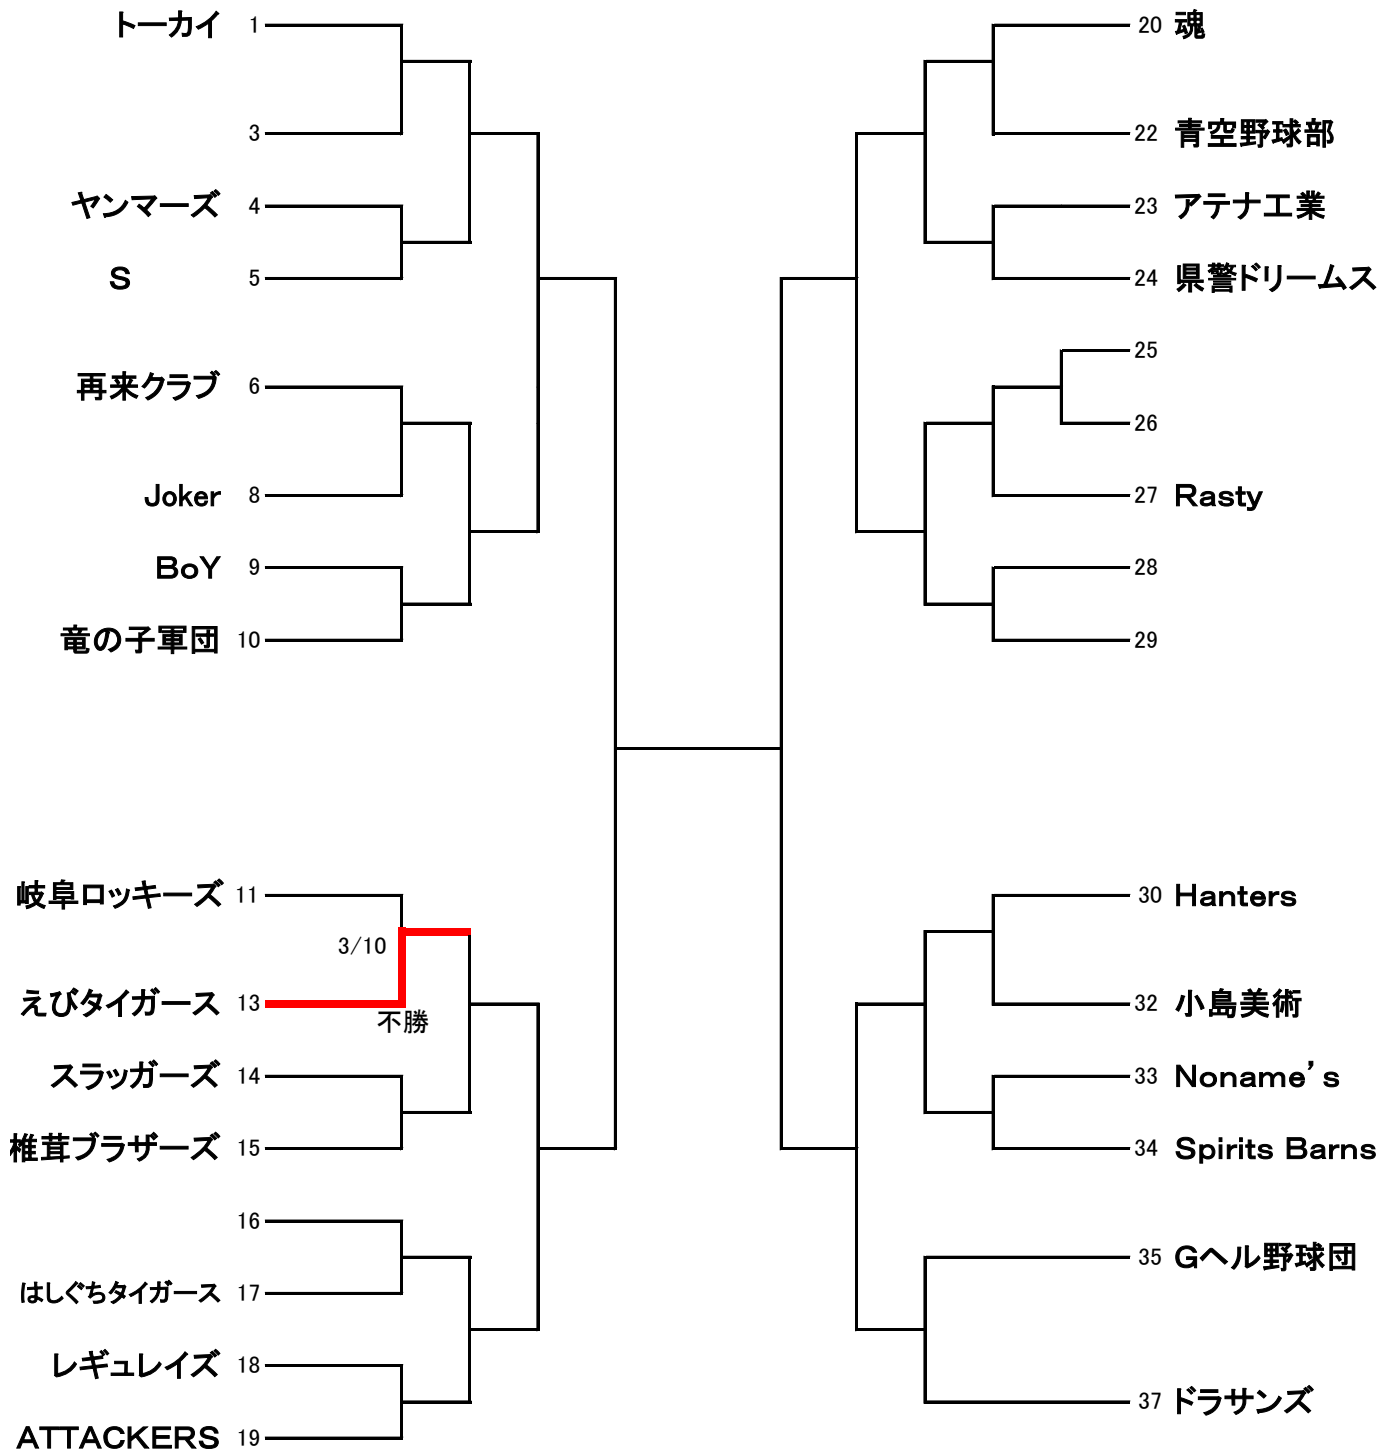 トーカイ 1
3
ヤンマーズ 4
S 5
再来クラブ 6
Joker 8
BoY 9
竜の子軍団 10
岐阜ロッキーズ 11
3/10
えびタイガース 13
不勝
スラッガーズ 14
椎茸ブラザーズ 15
16
はしぐちタイガース 17
レギュレイズ 18
ATTACKERS 19
20 魂
22 青空野球部
23 アテナ工業
24 県警ドリームス
25
26
27 Rasty
28
29
30 Hanters
32 小島美術
33 Noname's
34 Spirits Barns
35 Gヘル野球団
37 ドラサンズ